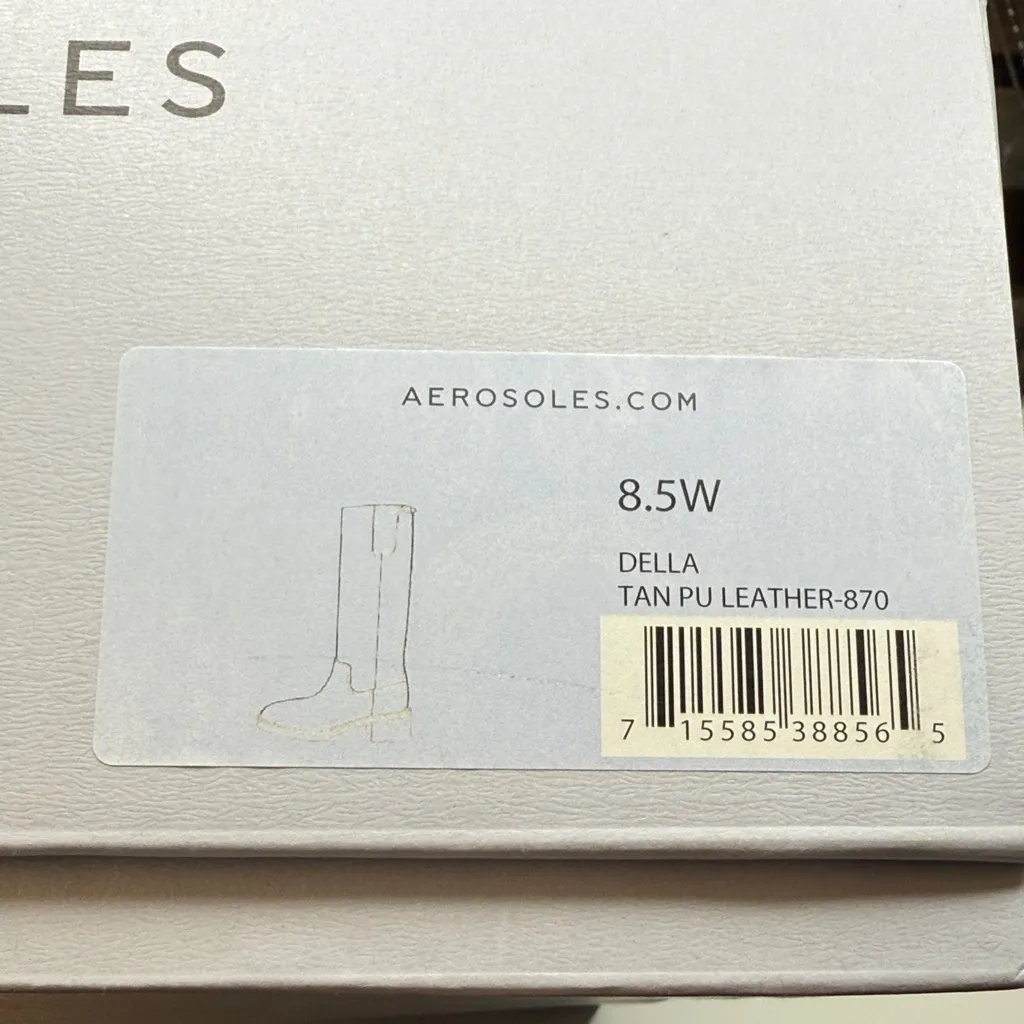 LES
AEROSOLES.COM
8.5W
DELLA
TAN PU LEATHER-870
7 15585 38856 5